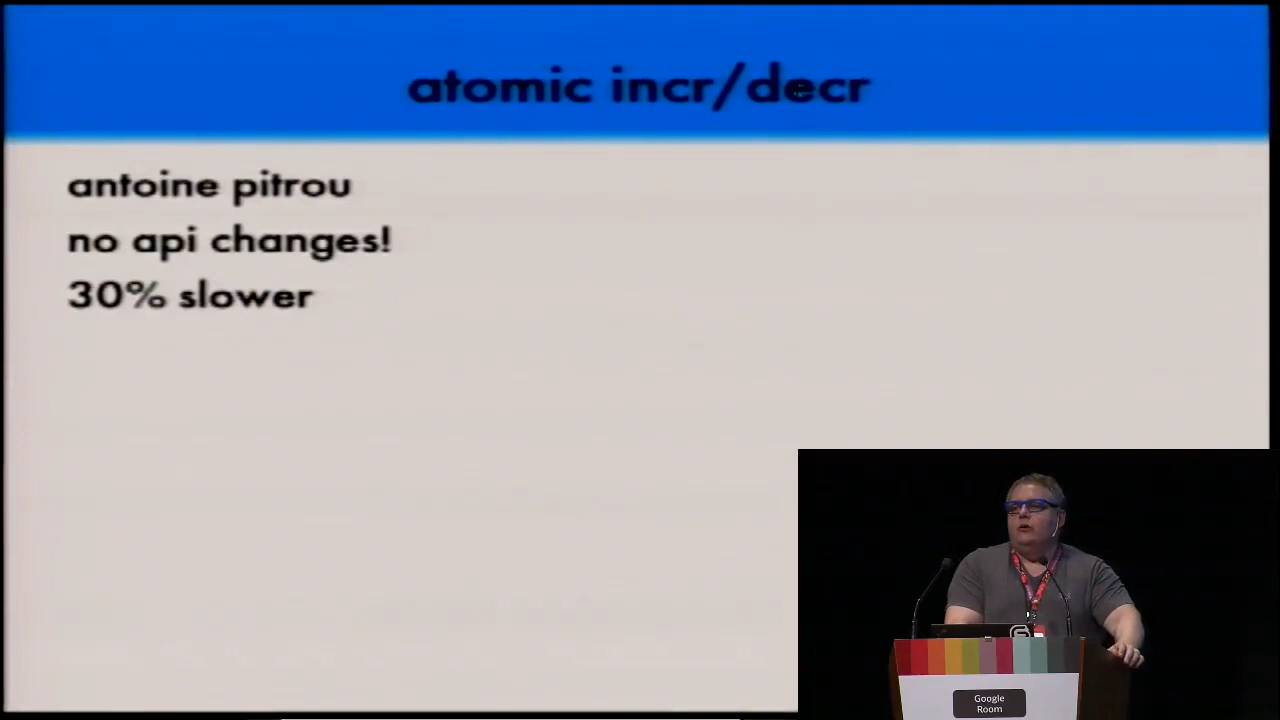 atomic incr/decr
antoine pitrou
no api changes!
30% slower
Google
Room